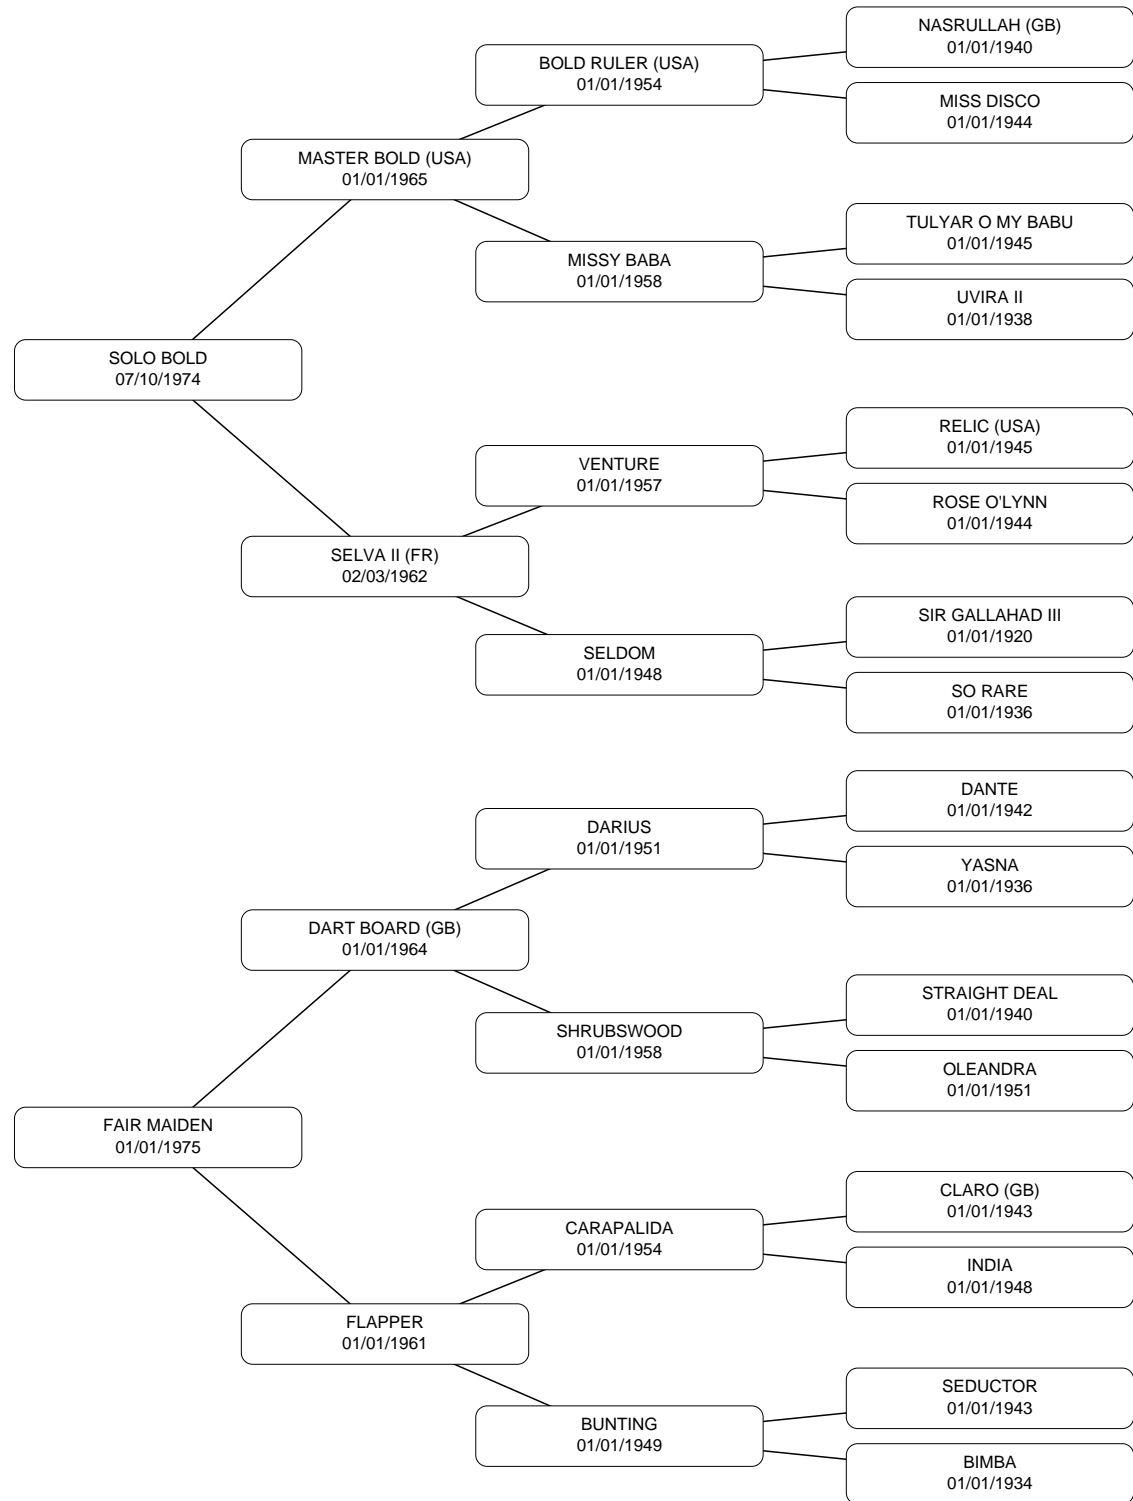 NASRULLAH (GB)
01/01/1940
BOLD RULER (USA)
01/01/1954
MISS DISCO
01/01/1944
MASTER BOLD (USA)
01/01/1965
TULYAR O MY BABU
01/01/1945
MISSY BABA
01/01/1958
UVIRA II
01/01/1938
SOLO BOLD
07/10/1974
RELIC (USA)
01/01/1945
VENTURE
01/01/1957
ROSE O'LYNN
01/01/1944
SELVA II (FR)
02/03/1962
SIR GALLAHAD III
01/01/1920
SELDOM
01/01/1948
SO RARE
01/01/1936
DANTE
01/01/1942
DARIUS
01/01/1951
YASNA
01/01/1936
DART BOARD (GB)
01/01/1964
STRAIGHT DEAL
01/01/1940
SHRUBSWOOD
01/01/1958
OLEANDRA
01/01/1951
FAIR MAIDEN
01/01/1975
CLARO (GB)
01/01/1943
CARAPALIDA
01/01/1954
INDIA
01/01/1948
FLAPPER
01/01/1961
SEDUCTOR
01/01/1943
BUNTING
01/01/1949
BIMBA
01/01/1934